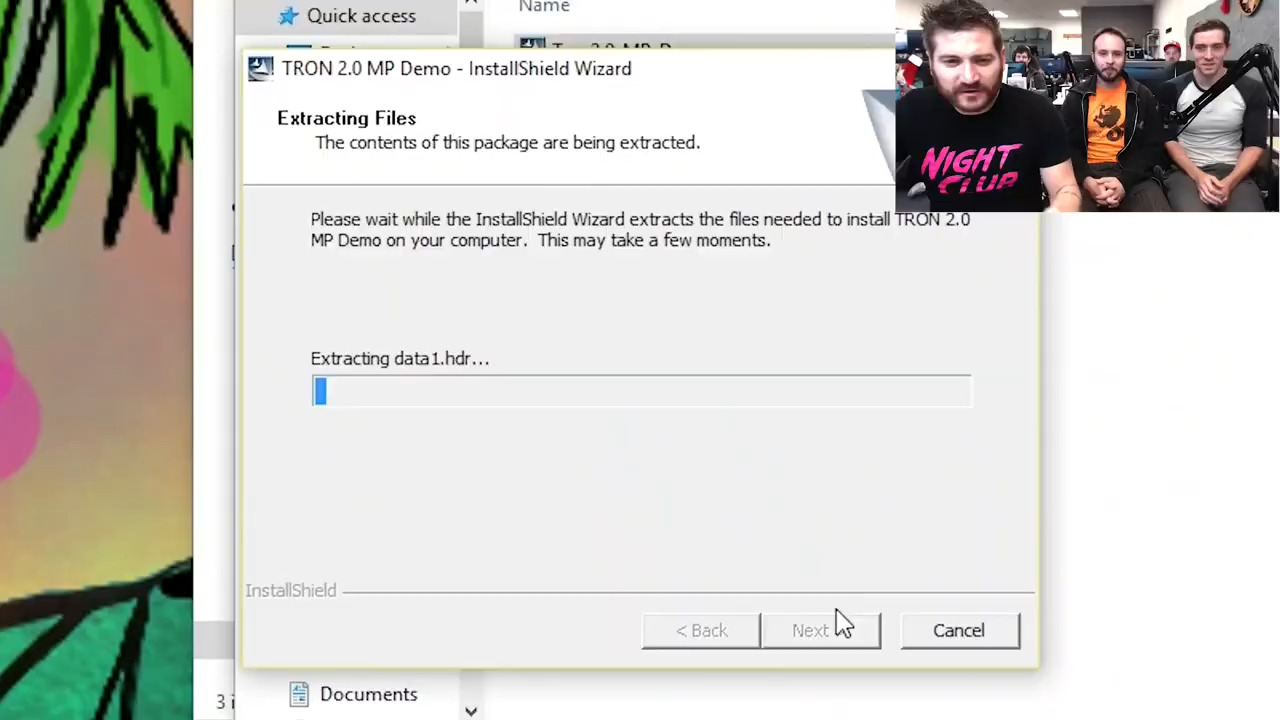 Quick access
Name
TRON 2.0 MP Demo - InstallShield Wizard
Extracting Files
The contents of this package are being extracted.
Please wait while the InstallShield Wizard extracts the files needed to install TRON 2.0
MP Demo on your computer. This may take a few moments.
Extracting data1.hdr...
InstallShield
< Back
Next
Cancel
Documents
3 i
NIGHT
CLUB